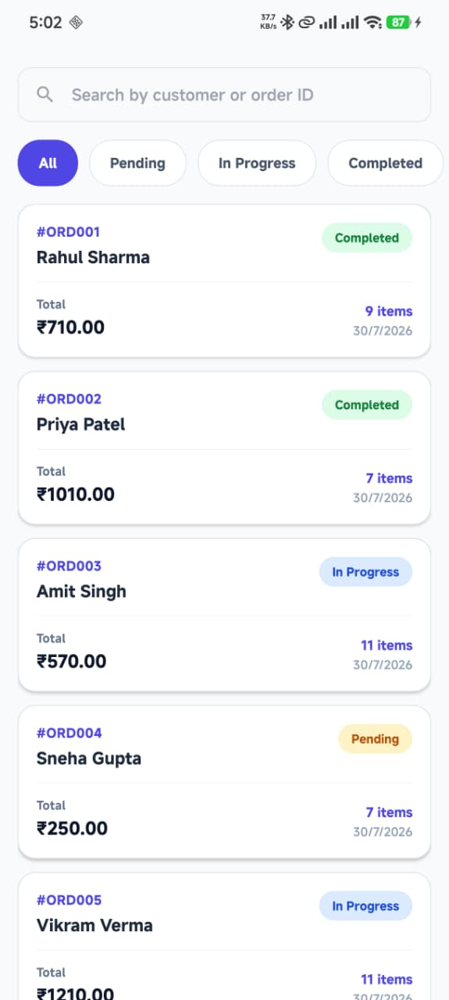 5:02
37.7
KB/s
87
Search by customer or order ID
All Pending In Progress Completed
#ORD001 Completed
Rahul Sharma
Total
9 items
₹710.00
30/7/2026
#ORD002 Completed
Priya Patel
Total
7 items
₹1010.00
30/7/2026
#ORD003 In Progress
Amit Singh
Total
11 items
₹570.00
30/7/2026
#ORD004 Pending
Sneha Gupta
Total
7 items
₹250.00
30/7/2026
#ORD005 In Progress
Vikram Verma
Total
11 items
₹1210.00
30/7/2026